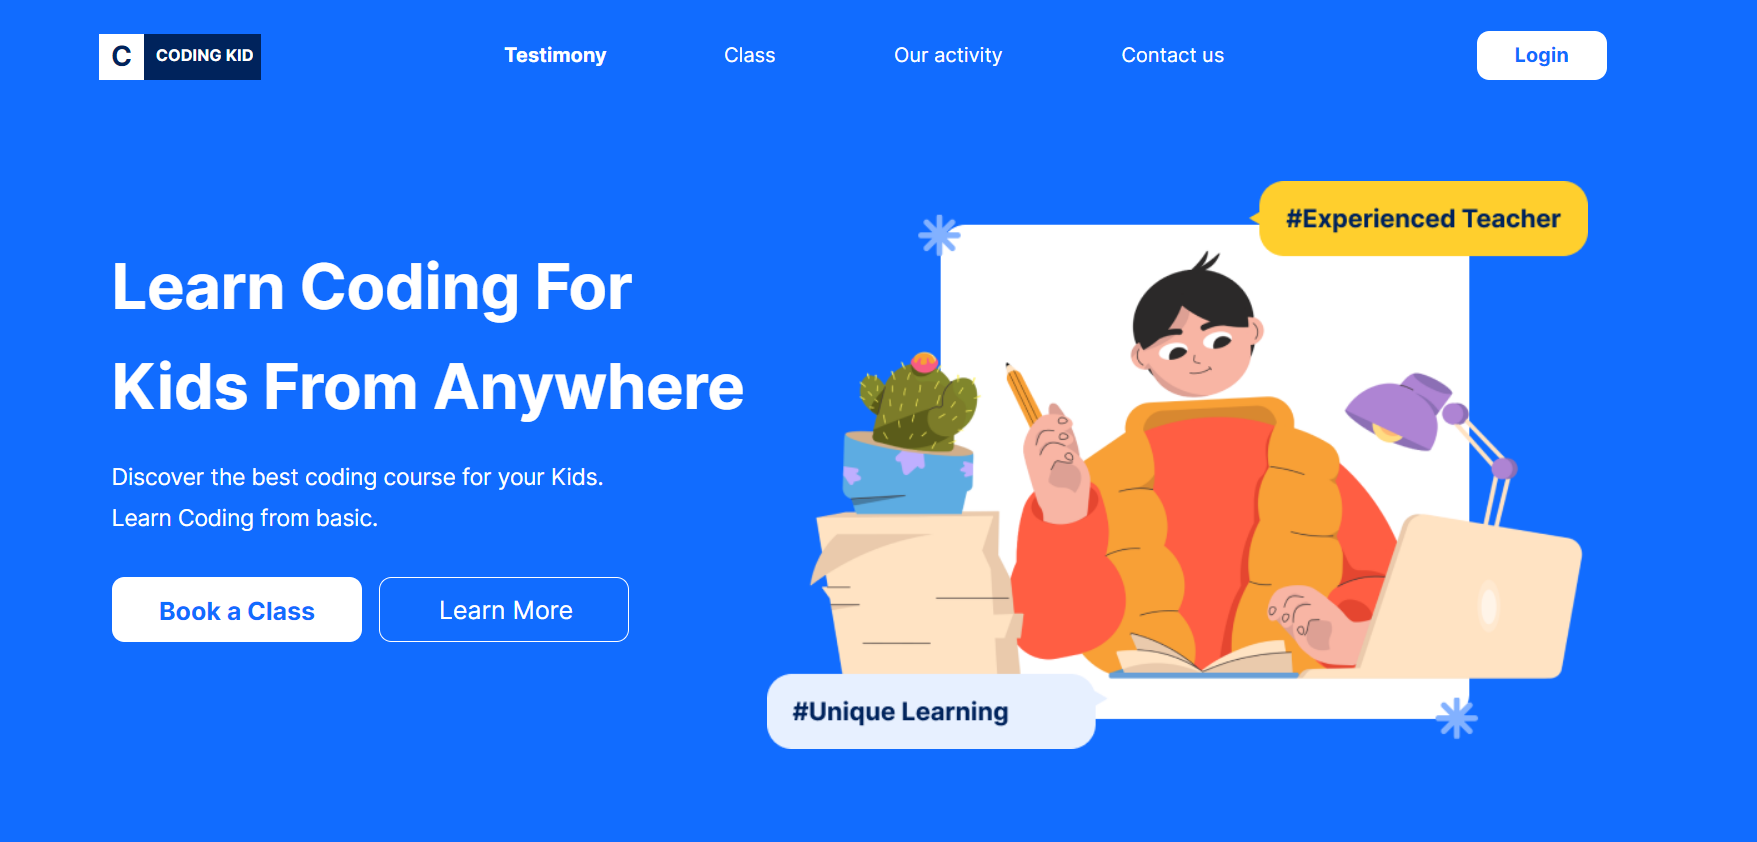 C CODING KID
Testimony
Class
Our activity
Contact us
Login
#Experienced Teacher
Learn Coding For
Kids From Anywhere
Discover the best coding course for your Kids.
Learn Coding from basic.
Book a Class
Learn More
#Unique Learning